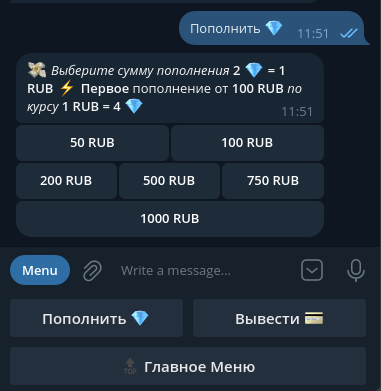 Пополнить 💎 11:51
💸 Выберите сумму пополнения 2 💎 = 1
RUB ⚡ Первое пополнение от 100 RUB по
курсу 1 RUB = 4 💎
11:51
50 RUB 100 RUB
200 RUB 500 RUB 750 RUB
1000 RUB
Menu Write a message...
Пополнить 💎 Вывести 💳
🔝 Главное Меню